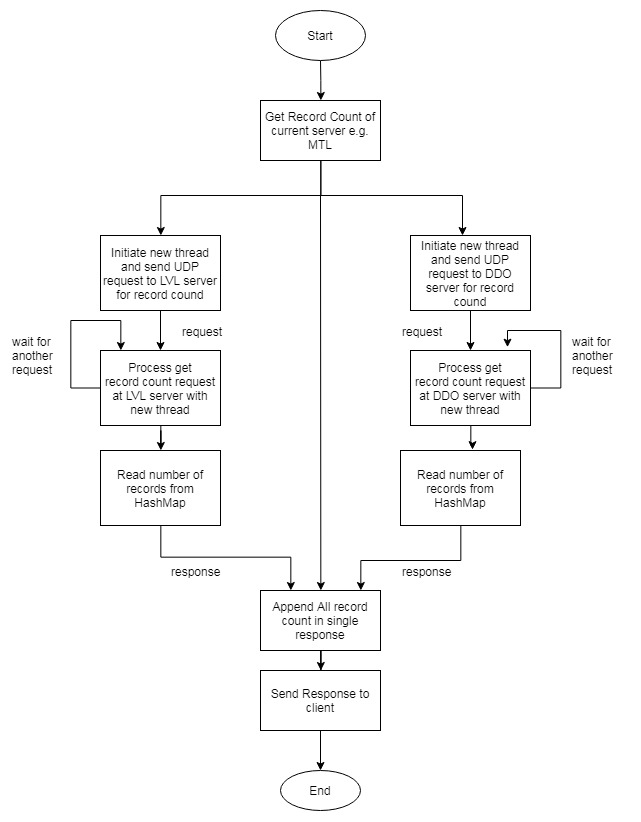 Start
Get Record Count of
current server e.g.
MTL
Initiate new thread
and send UDP
request to LVL server
for record cound
Initiate new thread
and send UDP
request to DDO
server for record
cound
request
request
wait for
another
request
wait for
another
request
Process get
record count request
at LVL server with
new thread
Process get
record count request
at DDO server with
new thread
Read number of
records from
HashMap
Read number of
records from
HashMap
response
response
Append All record
count in single
response
Send Response to
client
End